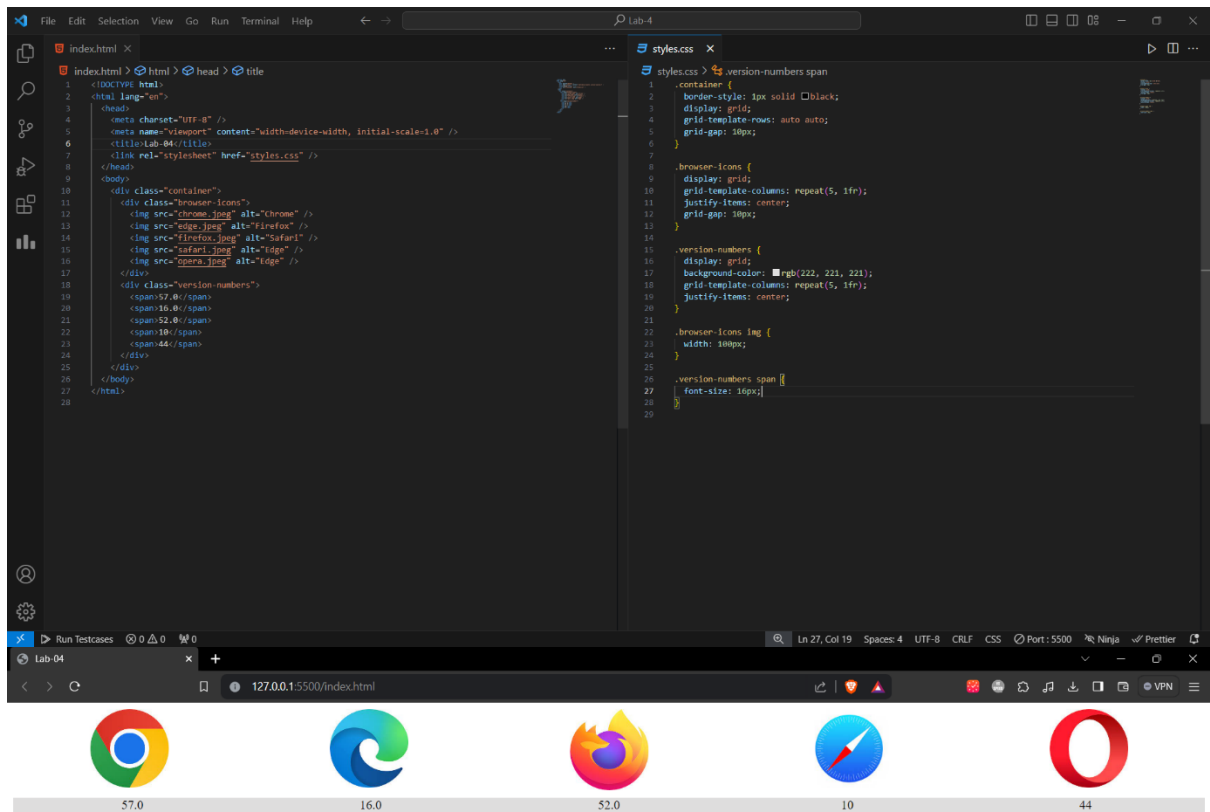 File Edit Selection View Go Run Terminal Help Lab-4
index.html
index.html > html > head > title
1 <!DOCTYPE html>
2 <html lang="en">
3 <head>
4 <meta charset="UTF-8" />
5 <meta name="viewport" content="width=device-width, initial-scale=1.0" />
6 <title>Lab-04</title>
7 <link rel="stylesheet" href="styles.css" />
8 </head>
9 <body>
10 <div class="container">
11 <div class="browser-icons">
12 <img src="chrome.jpeg" alt="Chrome" />
13 <img src="edge.jpeg" alt="Firefox" />
14 <img src="firefox.jpeg" alt="Safari" />
15 <img src="safari.jpeg" alt="Edge" />
16 <img src="opera.jpeg" alt="Edge" />
17 </div>
18 <div class="version-numbers">
19 <span>57.0</span>
20 <span>16.0</span>
21 <span>52.0</span>
22 <span>10</span>
23 <span>44</span>
24 </div>
25 </div>
26 </body>
27 </html>
28
styles.css
styles.css > .version-numbers span
1 .container {
2 border-style: 1px solid black;
3 display: grid;
4 grid-template-rows: auto auto;
5 grid-gap: 10px;
6 }
7
8 .browser-icons {
9 display: grid;
10 grid-template-columns: repeat(5, 1fr);
11 justify-items: center;
12 grid-gap: 10px;
13 }
14
15 .version-numbers {
16 display: grid;
17 background-color: rgb(222, 221, 221);
18 grid-template-columns: repeat(5, 1fr);
19 justify-items: center;
20 }
21
22 .browser-icons img {
23 width: 100px;
24 }
25
26 .version-numbers span {
27 font-size: 16px;
28 }
29
Run Testcases 0 0 0 Ln 27, Col 19 Spaces: 4 UTF-8 CRLF CSS Port : 5500 Ninja Prettier
Lab-04
127.0.0.1:5500/index.html VPN
57.0 16.0 52.0 10 44